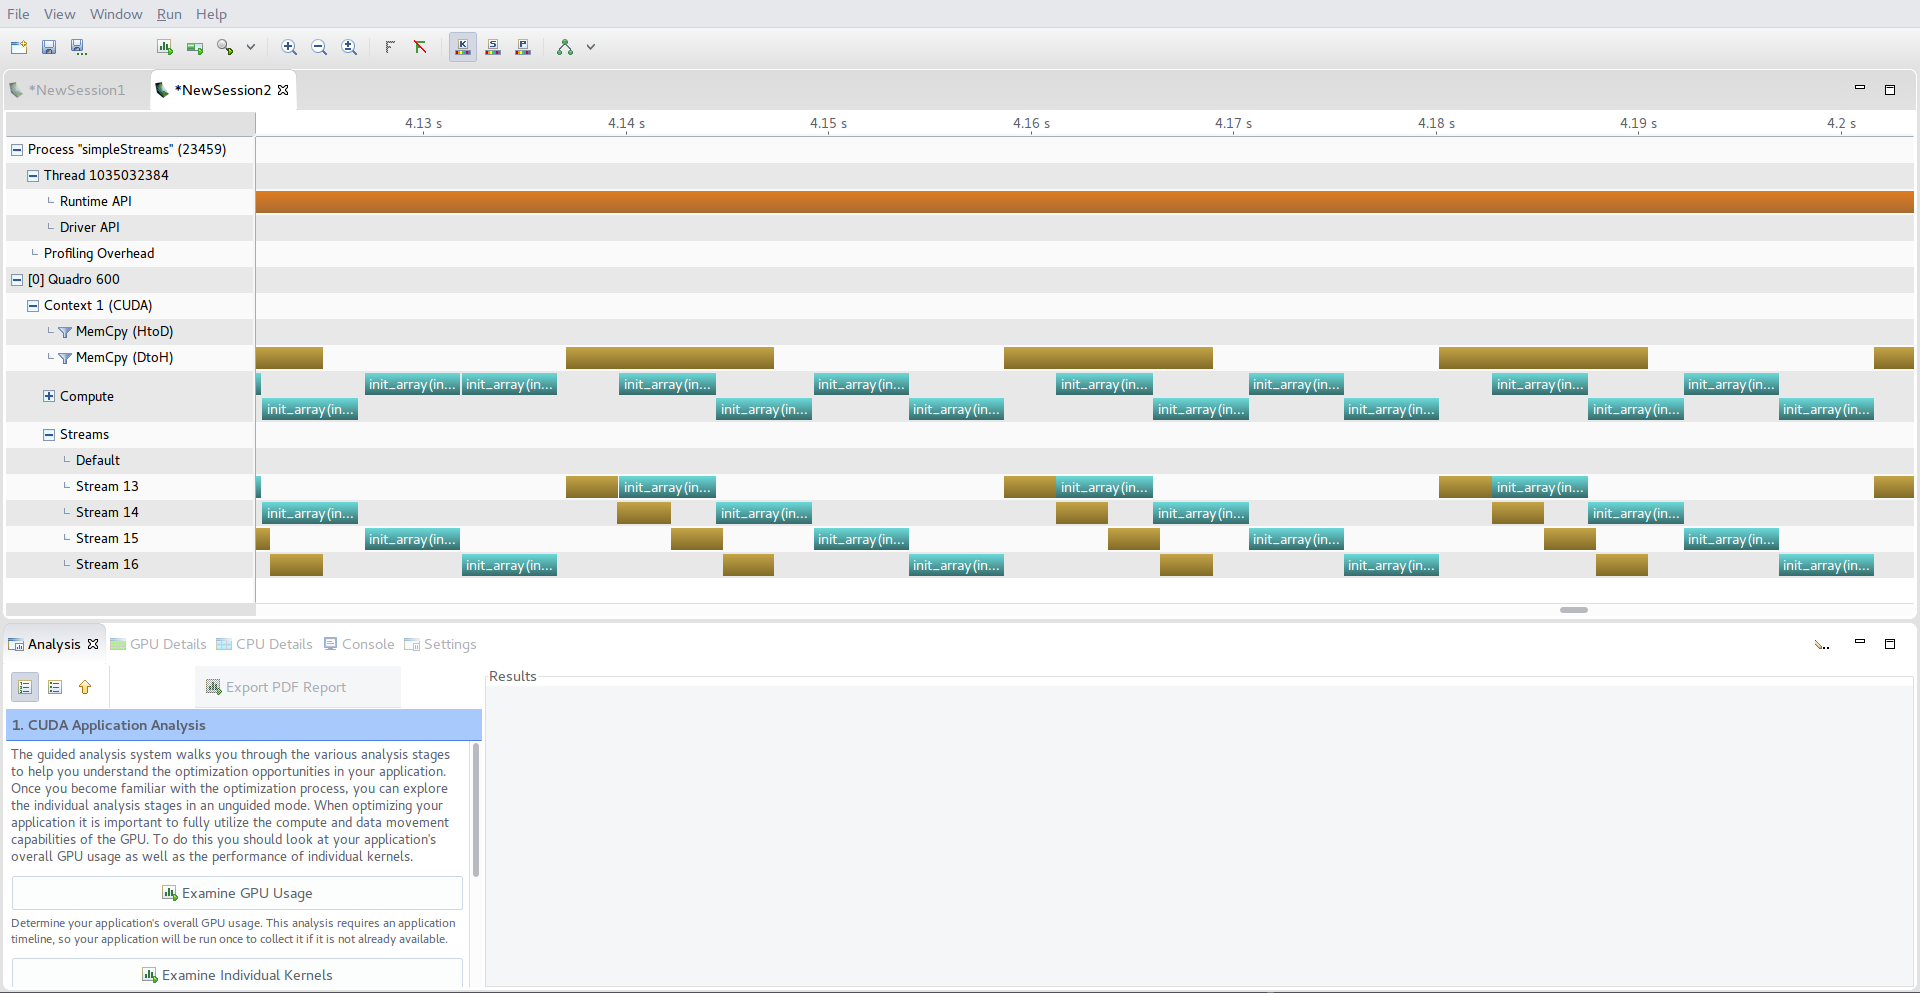 File View Window Run Help
*NewSession1 *NewSession2
4.13 s 4.14 s 4.15 s 4.16 s 4.17 s 4.18 s 4.19 s 4.2 s
Process "simpleStreams" (23459)
Thread 1035032384
Runtime API
Driver API
Profiling Overhead
[0] Quadro 600
Context 1 (CUDA)
MemCpy (HtoD)
MemCpy (DtoH)
init_array(in... init_array(in... init_array(in... init_array(in... init_array(in... init_array(in... init_array(in... init_array(in...
Compute
init_array(in... init_array(in... init_array(in... init_array(in... init_array(in... init_array(in... init_array(in...
Streams
Default
Stream 13 init_array(in... init_array(in... init_array(in...
Stream 14 init_array(in... init_array(in... init_array(in... init_array(in...
Stream 15 init_array(in... init_array(in... init_array(in... init_array(in...
Stream 16 init_array(in... init_array(in... init_array(in... init_array(in...
Analysis GPU Details CPU Details Console Settings
Export PDF Report
Results
1. CUDA Application Analysis
The guided analysis system walks you through the various analysis stages
to help you understand the optimization opportunities in your application.
Once you become familiar with the optimization process, you can explore
the individual analysis stages in an unguided mode. When optimizing your
application it is important to fully utilize the compute and data movement
capabilities of the GPU. To do this you should look at your application's
overall GPU usage as well as the performance of individual kernels.
Examine GPU Usage
Determine your application's overall GPU usage. This analysis requires an application
timeline, so your application will be run once to collect it if it is not already available.
Examine Individual Kernels